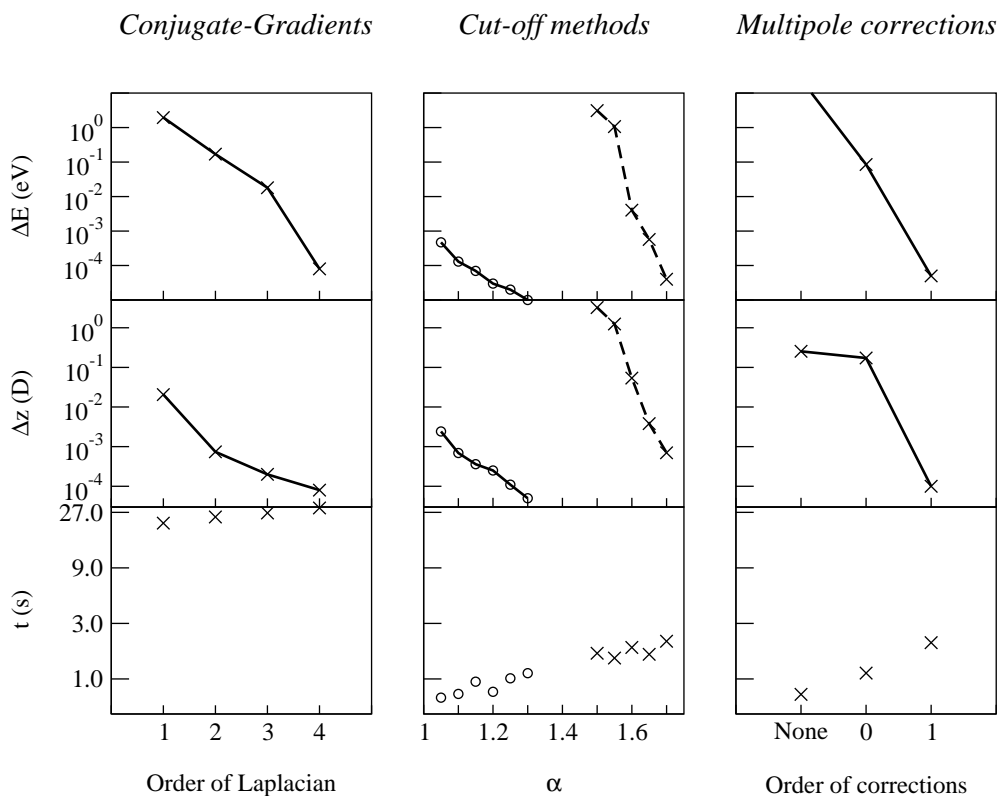 Conjugate-Gradients Cut-off methods Multipole corrections
ΔE (eV)
10^0
10^-1
10^-2
10^-3
10^-4
Δz (D)
10^0
10^-1
10^-2
10^-3
10^-4
t (s)
27.0
9.0
3.0
1.0
1 2 3 4 1 1.2 1.4 1.6 None 0 1
Order of Laplacian α Order of corrections